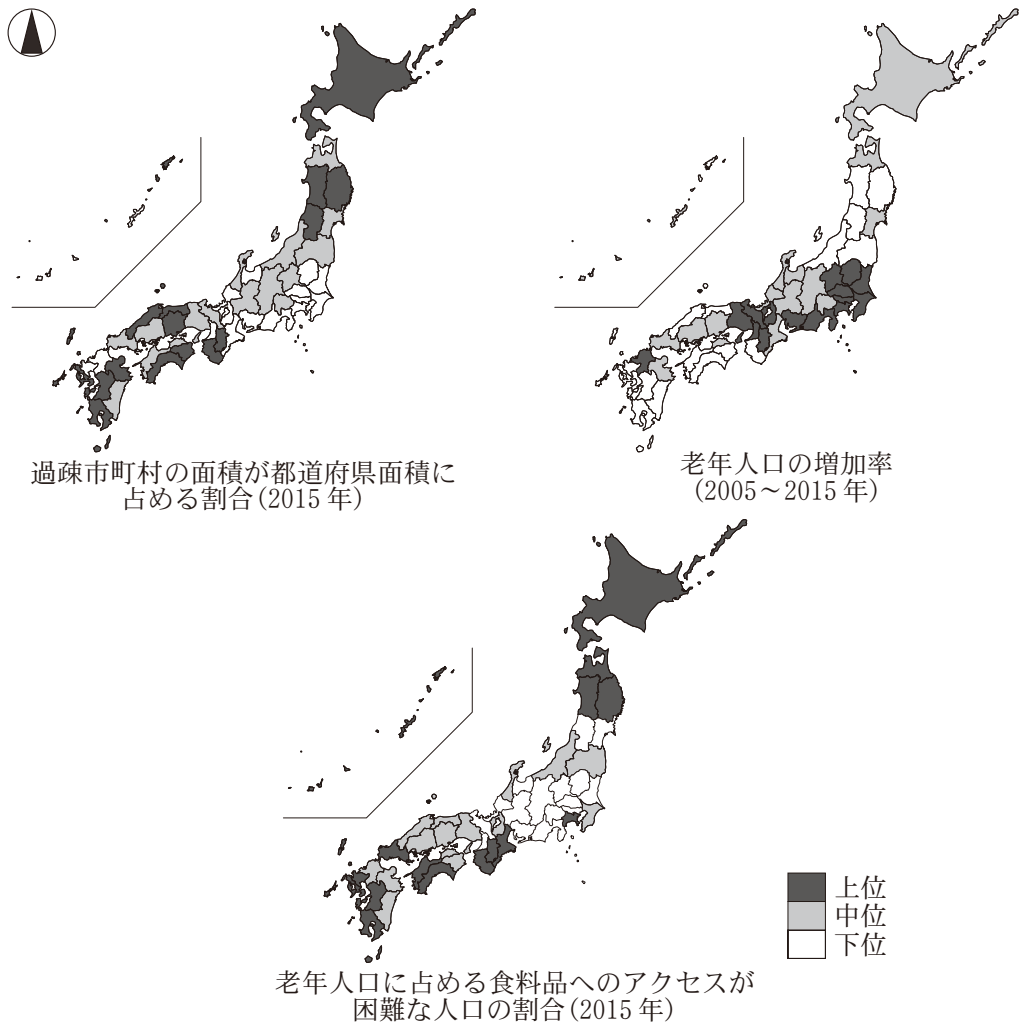 過疎市町村の面積が都道府県面積に
占める割合(2015 年)
老年人口の増加率
(2005～2015 年)
上位
中位
下位
老年人口に占める食料品へのアクセスが
困難な人口の割合(2015 年)